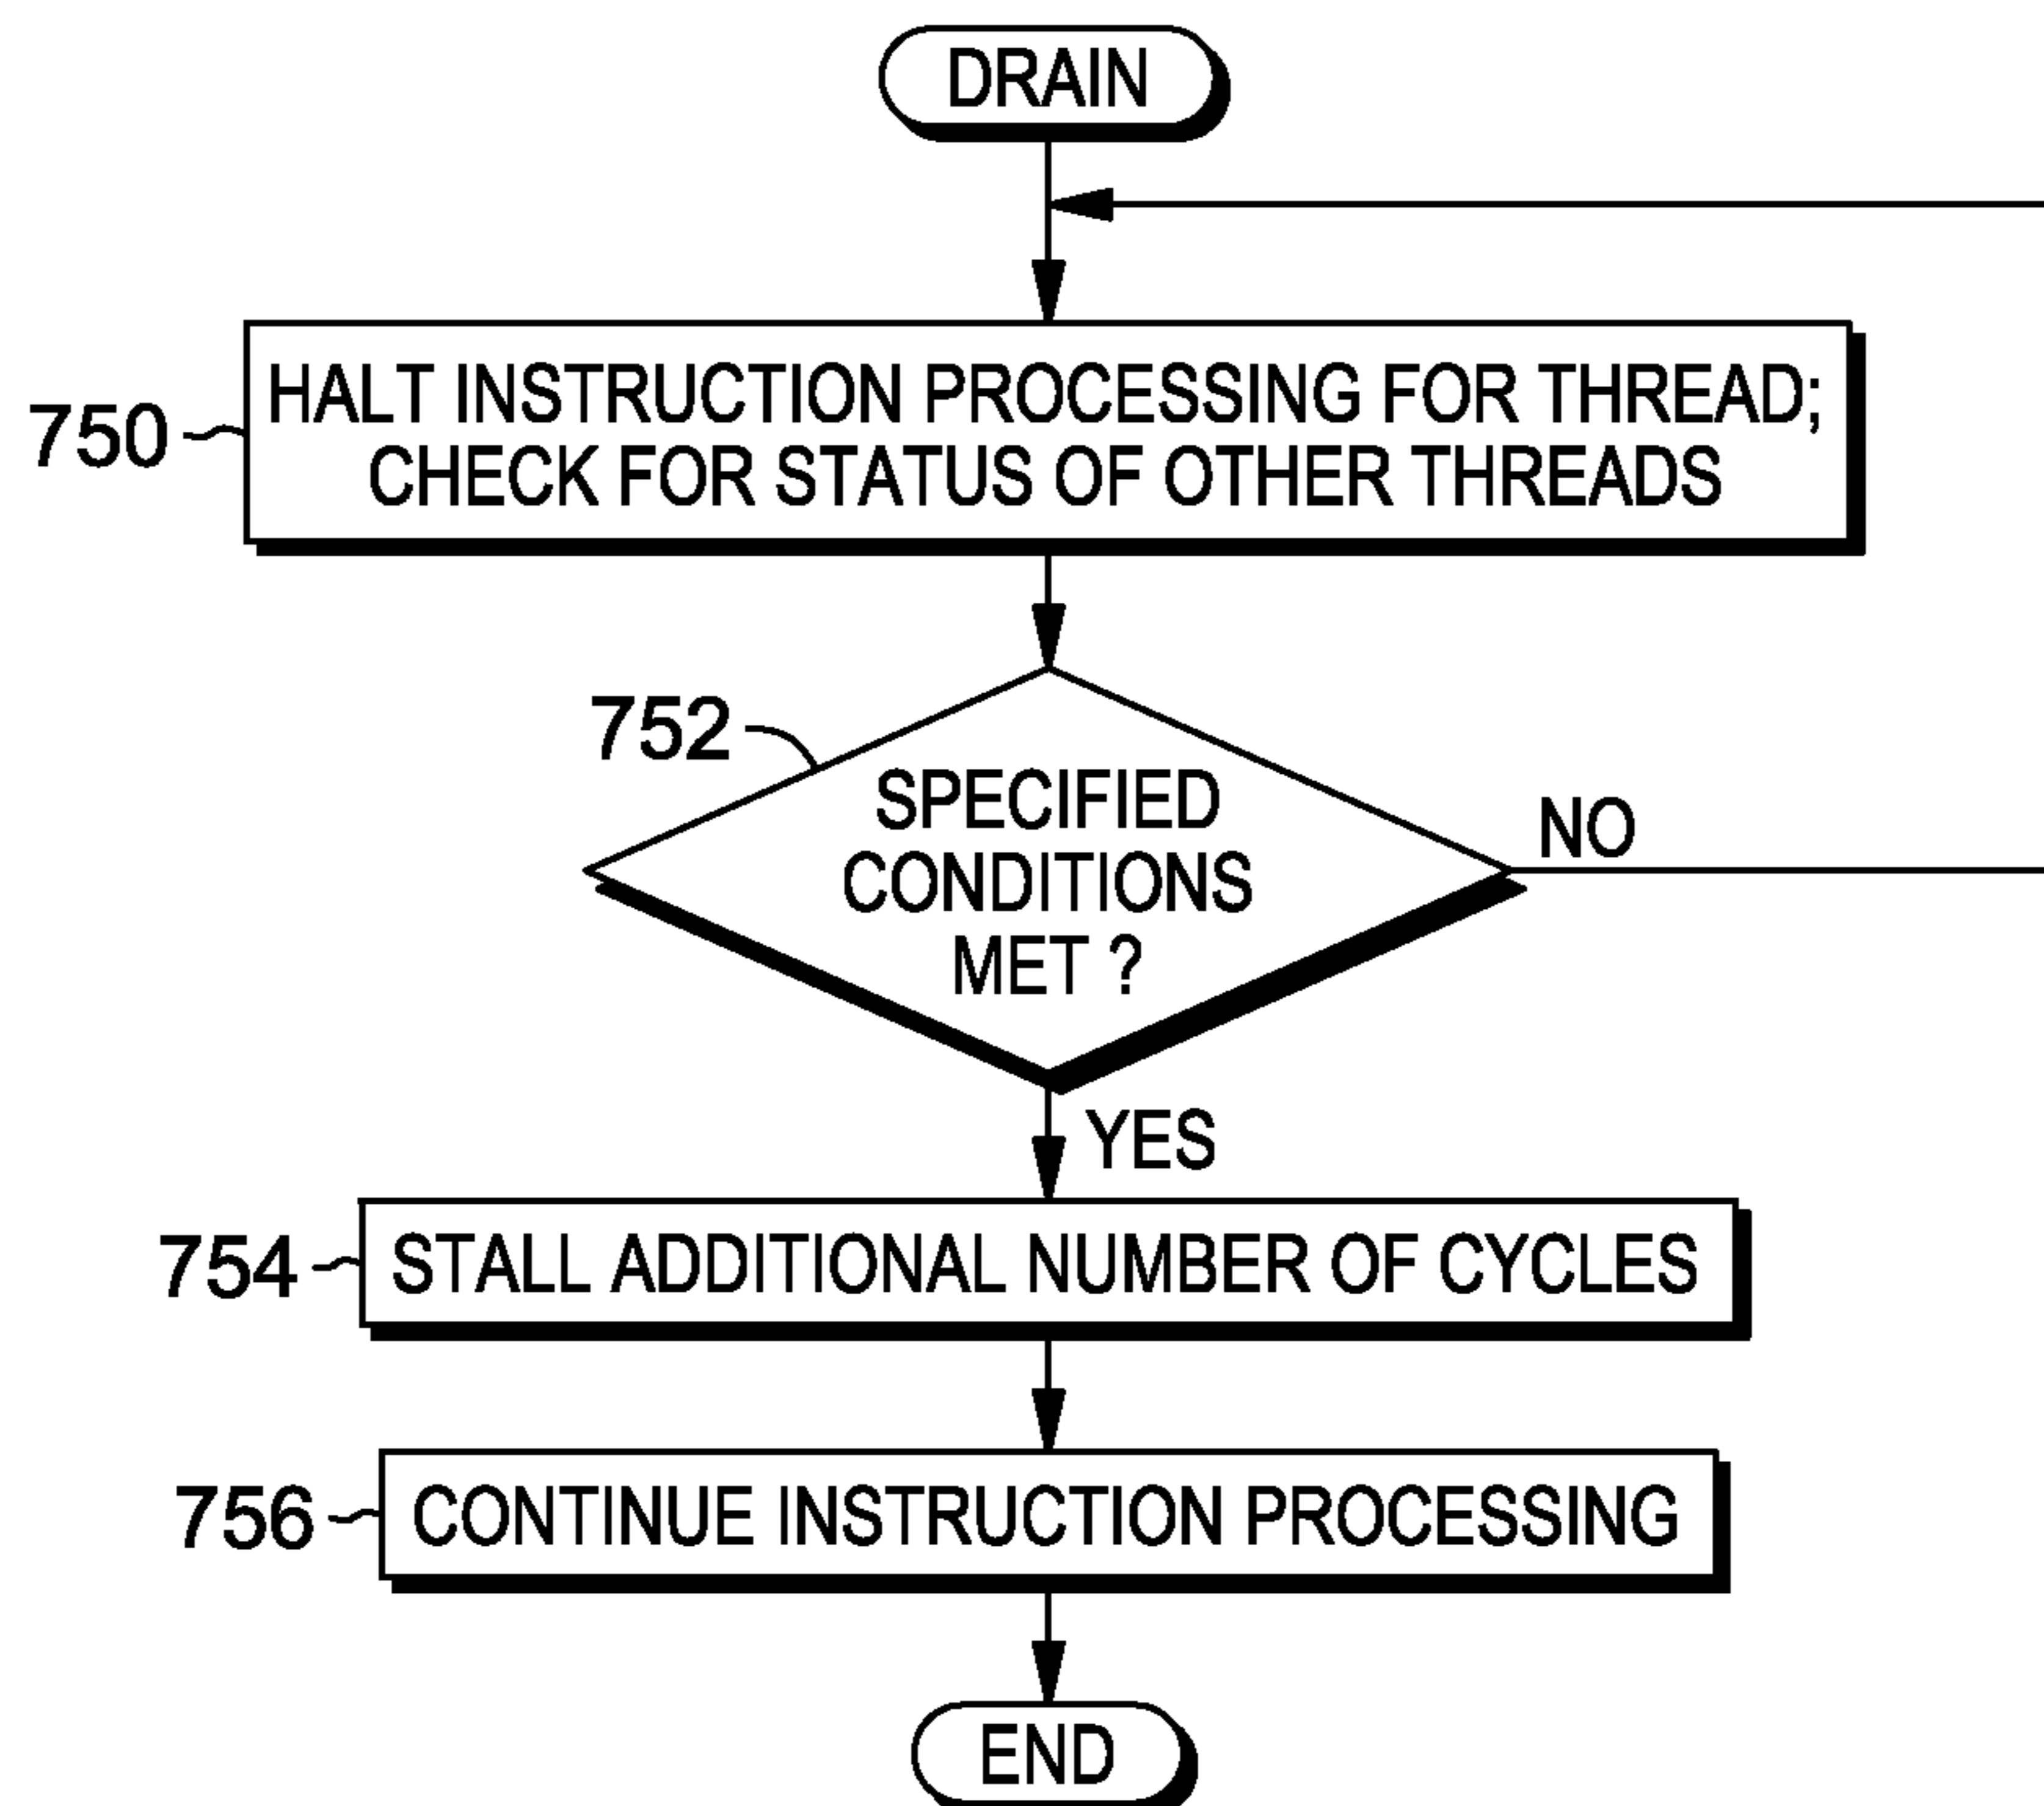 DRAIN
750
HALT INSTRUCTION PROCESSING FOR THREAD;
CHECK FOR STATUS OF OTHER THREADS
752
SPECIFIED
CONDITIONS
MET ?
NO
YES
754
STALL ADDITIONAL NUMBER OF CYCLES
756
CONTINUE INSTRUCTION PROCESSING
END